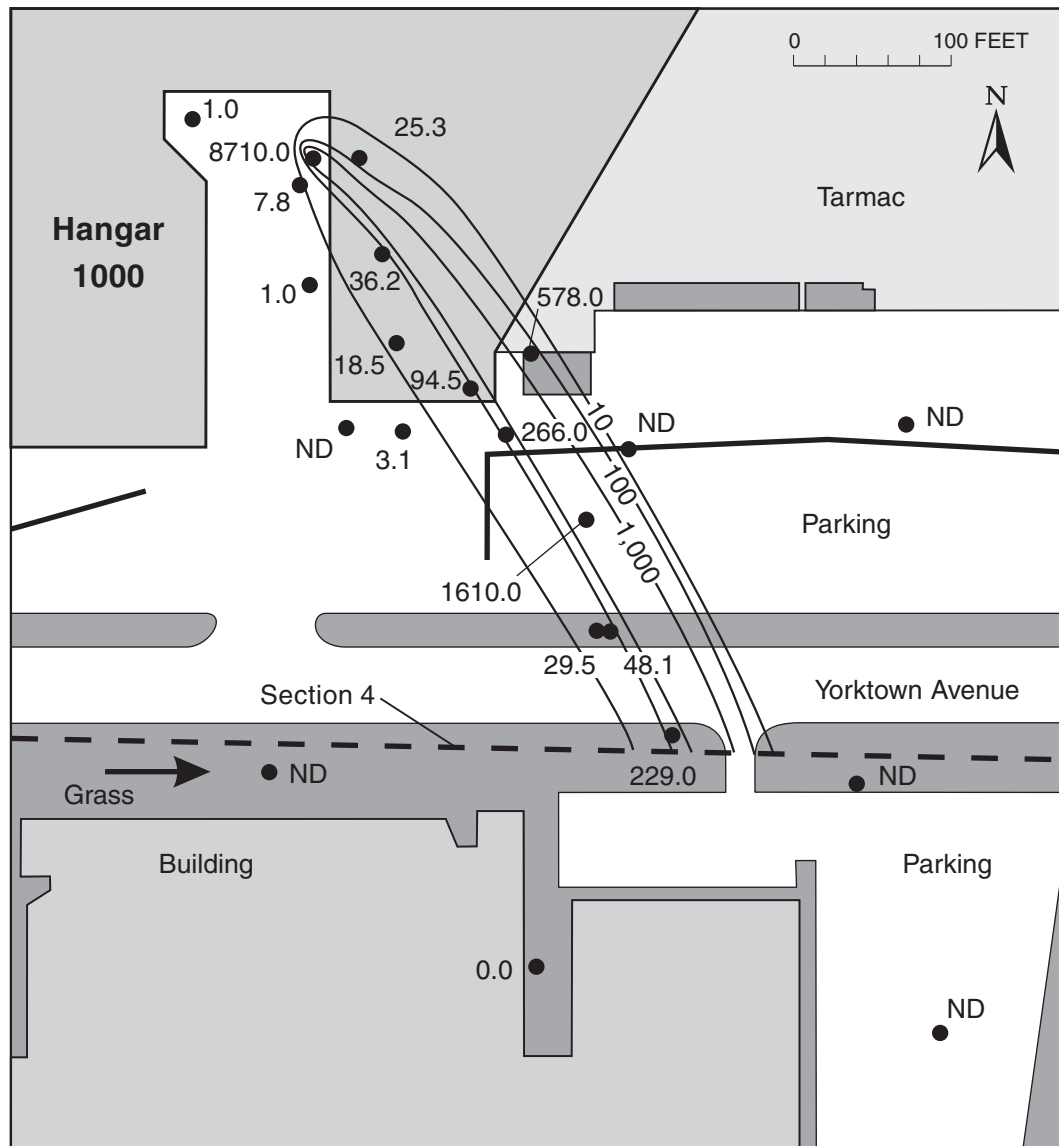 0 100 FEET
N
1.0
25.3
8710.0
7.8
Tarmac
Hangar
1000
36.2
1.0
578.0
18.5
94.5
10
ND
ND
ND
3.1
266.0
100
1,000
Parking
1610.0
29.5
48.1
Section 4
Yorktown Avenue
ND
229.0
ND
Grass
Building
Parking
0.0
ND